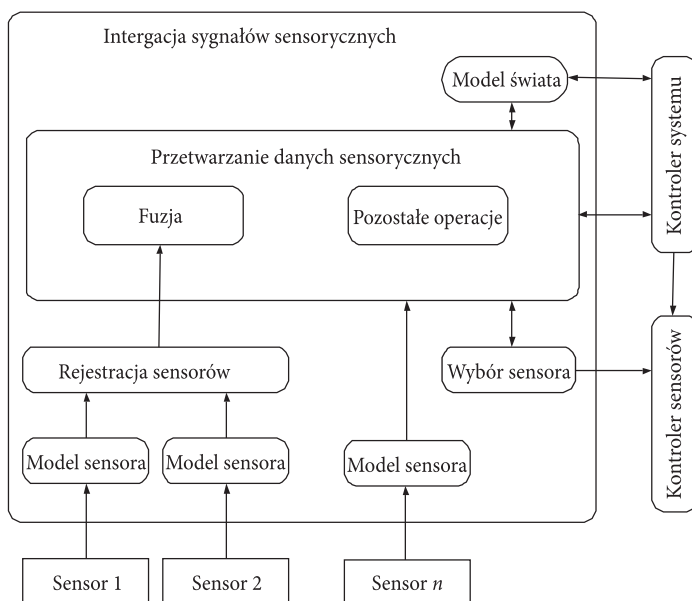 Intergacja sygnałów sensorycznych
Model świata
Kontroler systemu
Przetwarzanie danych sensorycznych
Fuzja
Pozostałe operacje
Rejestracja sensorów
Wybór sensora
Kontroler sensorów
Model sensora
Model sensora
Model sensora
Sensor 1
Sensor 2
Sensor n